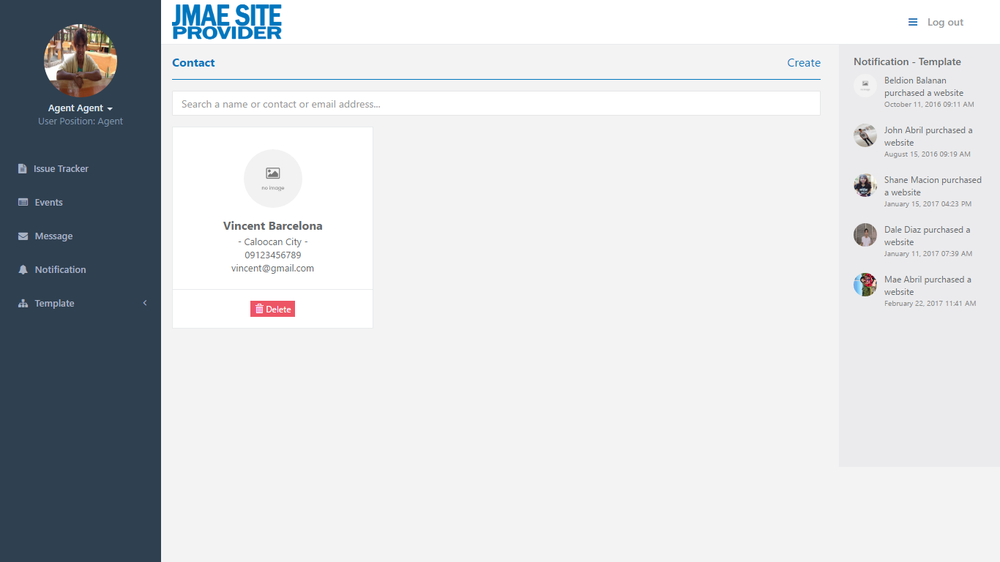 JMAE SITE
PROVIDER
Log out
Agent Agent
User Position: Agent
Issue Tracker
Events
Message
Notification
Template
Contact
Create
Search a name or contact or email address...
no image
Vincent Barcelona
- Caloocan City -
09123456789
vincent@gmail.com
Delete
Notification - Template
Beldion Balanan
purchased a website
October 11, 2016 09:11 AM
John Abril purchased a
website
August 15, 2016 09:19 AM
Shane Macion purchased
a website
January 15, 2017 04:23 PM
Dale Diaz purchased a
website
January 11, 2017 07:39 AM
Mae Abril purchased a
website
February 22, 2017 11:41 AM